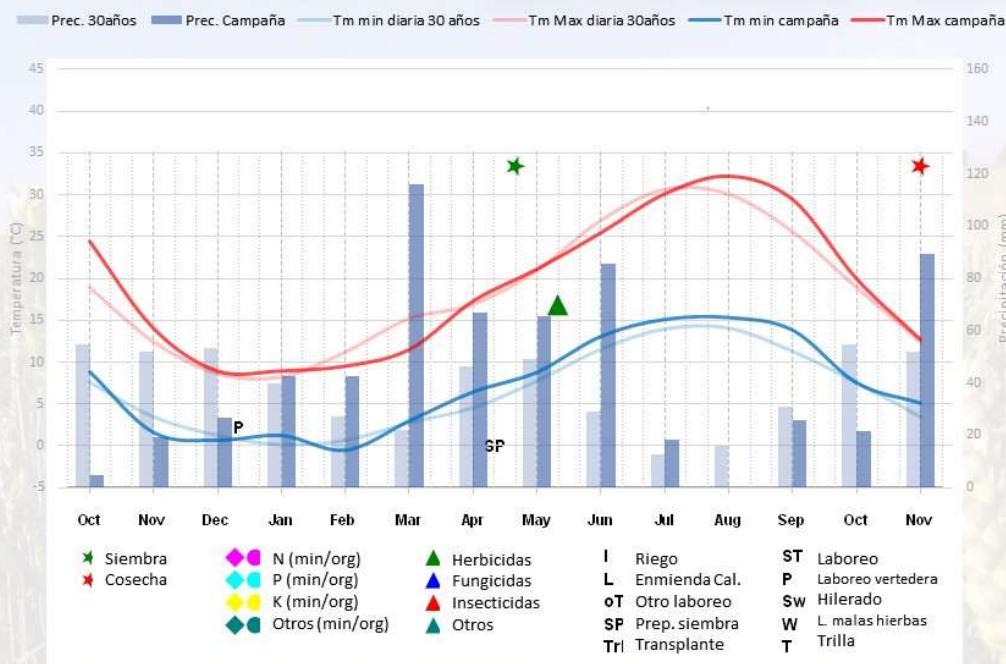 Prec. 30años Prec. Campaña Tm min diaria 30 años Tm Max diaria 30años Tm min campaña Tm Max campaña
45 160
40 140
35 120
30 100
25 80
20 60
15 40
10 20
5 0
0
-5
Temperatura (°C)
Precipitación (mm)
P
SP
Oct Nov Dec Jan Feb Mar Apr May Jun Jul Aug Sep Oct Nov
Siembra N (min/org) Herbicidas I Riego ST Laboreo
Cosecha P (min/org) Fungicidas L Enmienda Cal. P Laboreo vertedera
K (min/org) Insecticidas oT Otro laboreo Sw Hilerado
Otros (min/org) Otros SP Prep. siembra W L. malas hierbas
Tri Transplante T Trilla